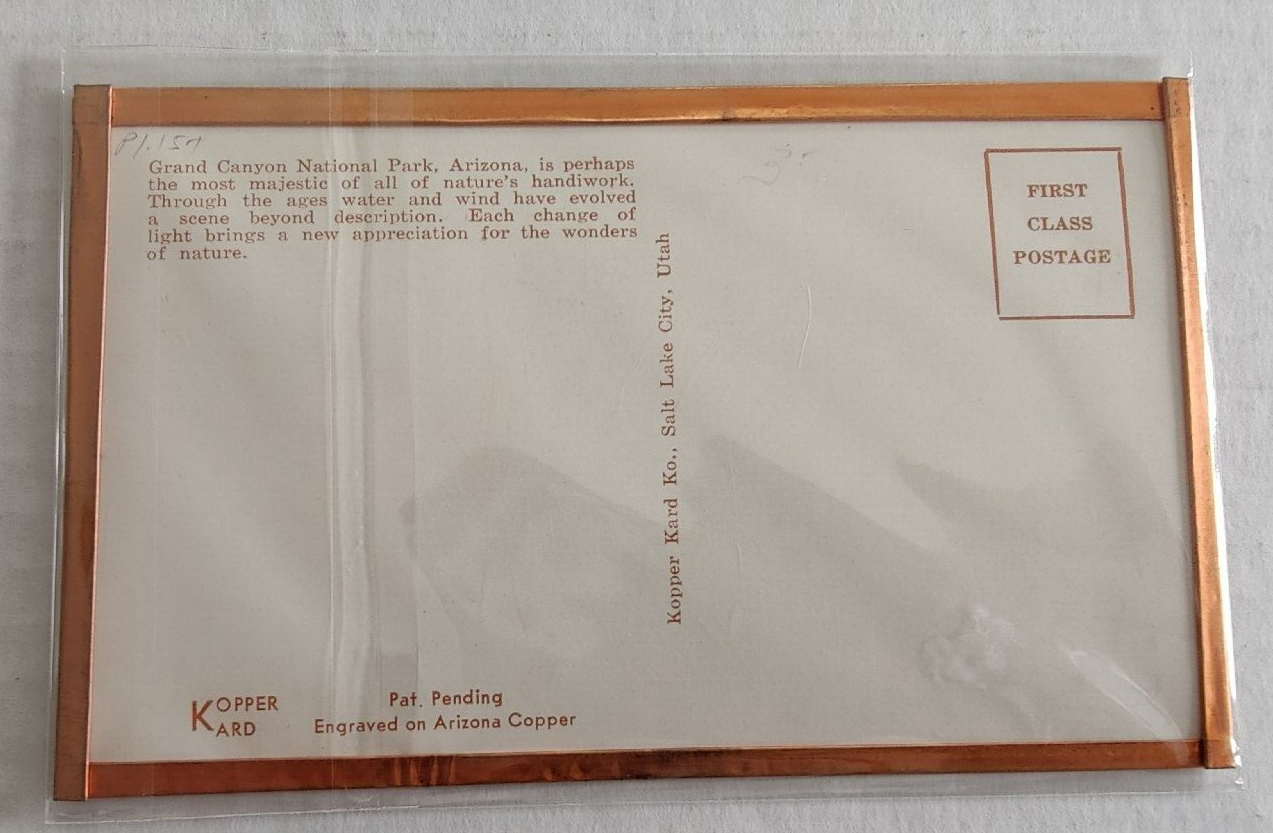 Grand Canyon National Park, Arizona, is perhaps
the most majestic of all of nature's handiwork.
Through the ages water and wind have evolved
a scene beyond description. Each change of
light brings a new appreciation for the wonders
of nature.
Kopper Kard Ko., Salt Lake City, Utah
FIRST
CLASS
POSTAGE
KOPPER
KARD
Pat. Pending
Engraved on Arizona Copper